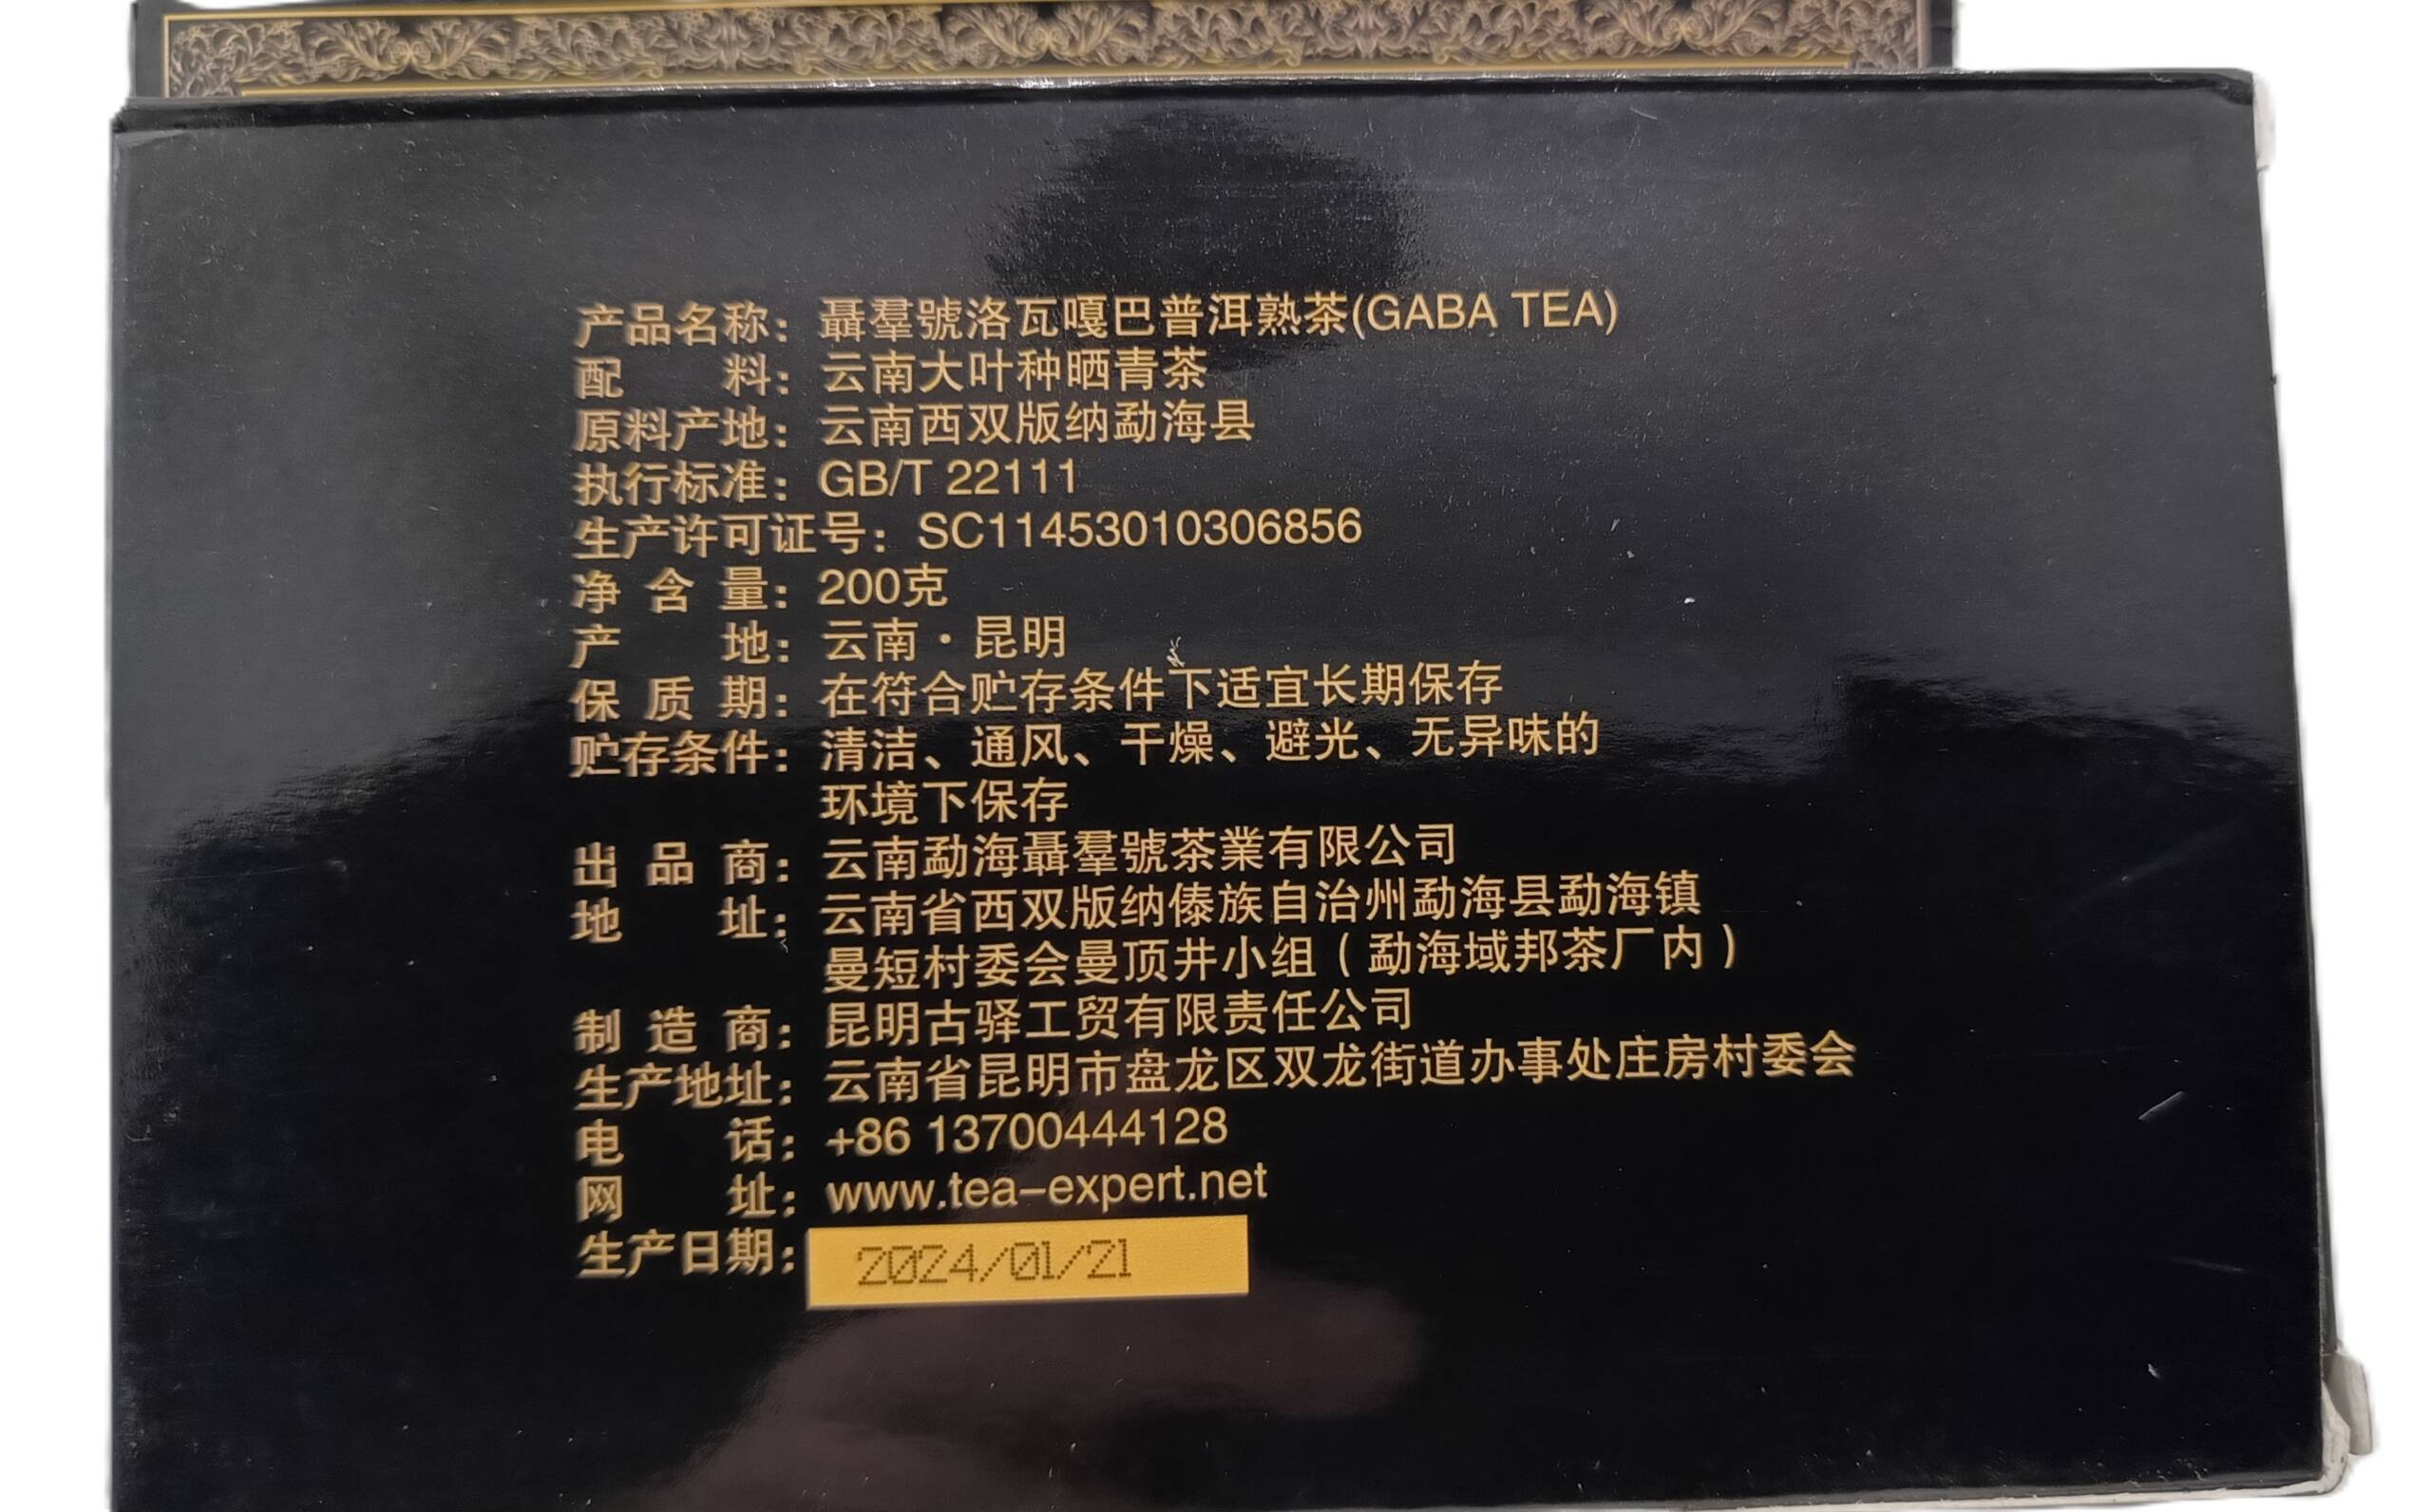 产品名称：聶羣號洛瓦嘎巴普洱熟茶(GABA TEA)
配料：云南大叶种晒青茶
原料产地：云南西双版纳勐海县
执行标准：GB/T 22111
生产许可证号：SC11453010306856
净含量：200克
产地：云南·昆明
保质期：在符合贮存条件下适宜长期保存
贮存条件：清洁、通风、干燥、避光、无异味的
环境下保存
出品商：云南勐海聶羣號茶業有限公司
地址：云南省西双版纳傣族自治州勐海县勐海镇
曼短村委会曼顶井小组（勐海域邦茶厂内）
制造商：昆明古驿工贸有限责任公司
生产地址：云南省昆明市盘龙区双龙街道办事处庄房村委会
电话：+86 13700444128
网址：www.tea-expert.net
生产日期：2024/01/21